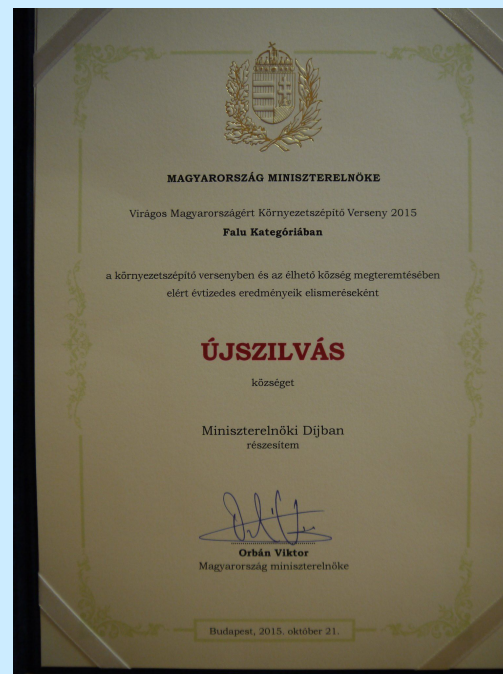 MAGYARORSZÁG MINISZTERELNÖKE
Virágos Magyarországért Környezetszépítő Verseny 2015
Falu Kategóriában
a környezetszépítő versenyben és az élhető község megteremtésében
elért évtizedes eredményeik elismeréseként
ÚJSZILVÁS
községet
Miniszterelnöki Díjban
részesítem
Orbán Viktor
Magyarország miniszterelnöke
Budapest, 2015. október 21.